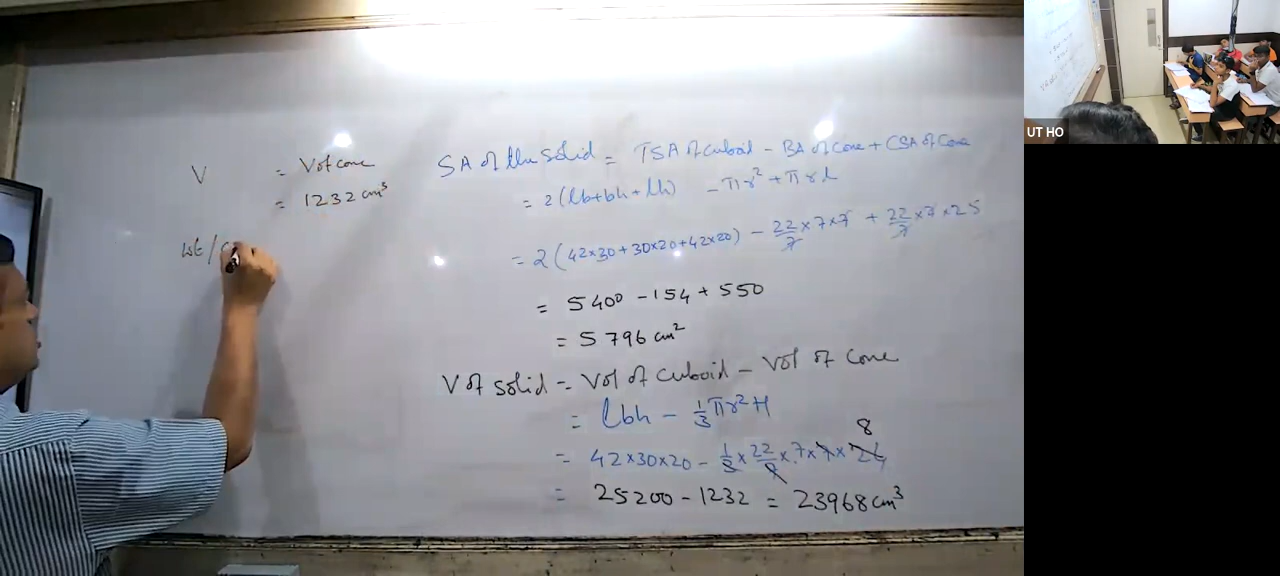 V = Vol of cone
= 1232 cm³
wt/
SA of the solid = TSA of cuboid - BA of cone + CSA of cone
= 2(lb+bh+lh) - πr² + πrl
= 2(42×30+30×20+42×20) - 22/7 ×7×7 + 22/7 ×7×25
= 5400 - 154 + 550
= 5796 cm²
V of solid = Vol of cuboid - Vol of cone
= lbh - 1/3 πr²H
8
= 42×30×20 - 1/3 × 22/7 × 7×7× 24
= 25200 - 1232 = 23968 cm³
UT HO